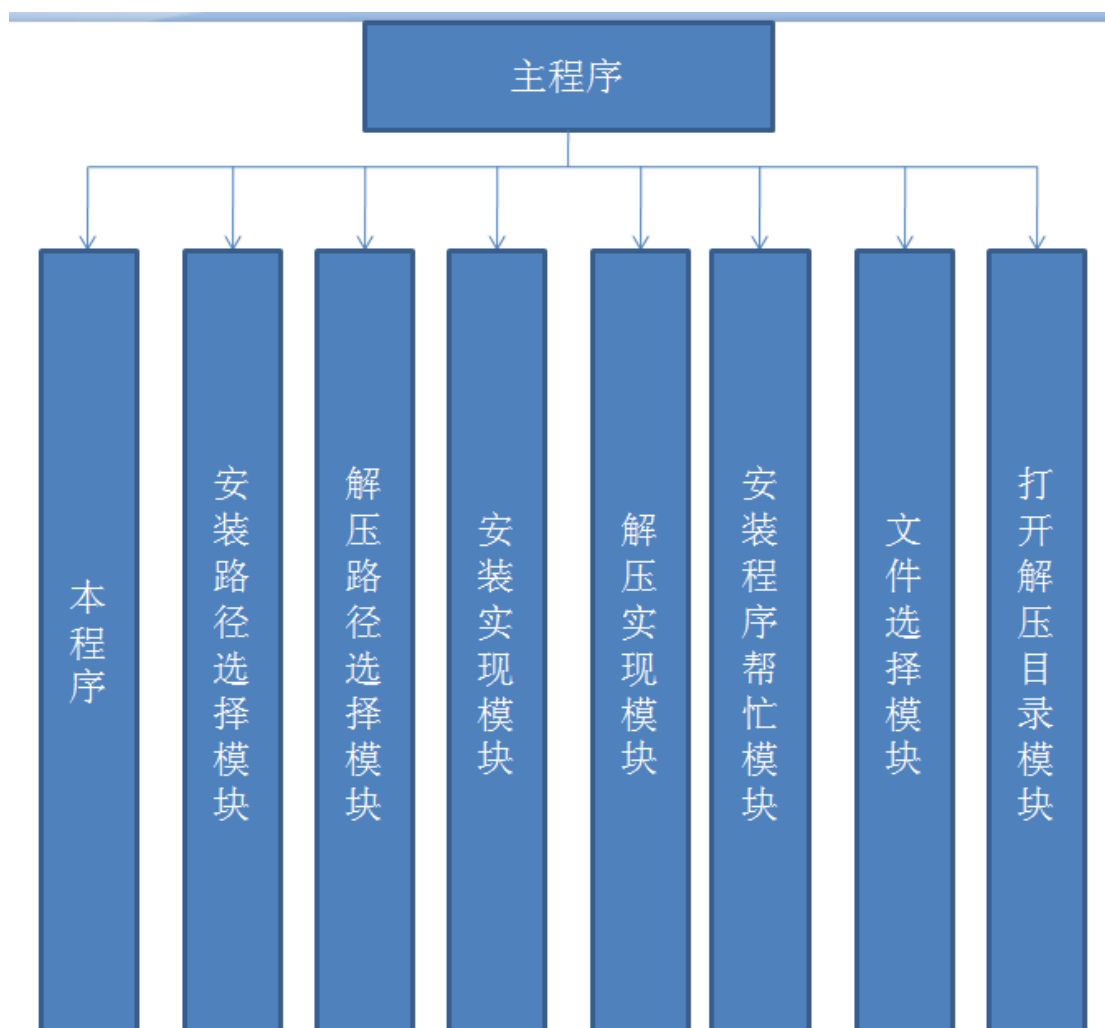 主程序
本程序
安装路径选择模块
解压路径选择模块
安装实现模块
解压实现模块
安装程序帮忙模块
文件选择模块
打开解压目录模块